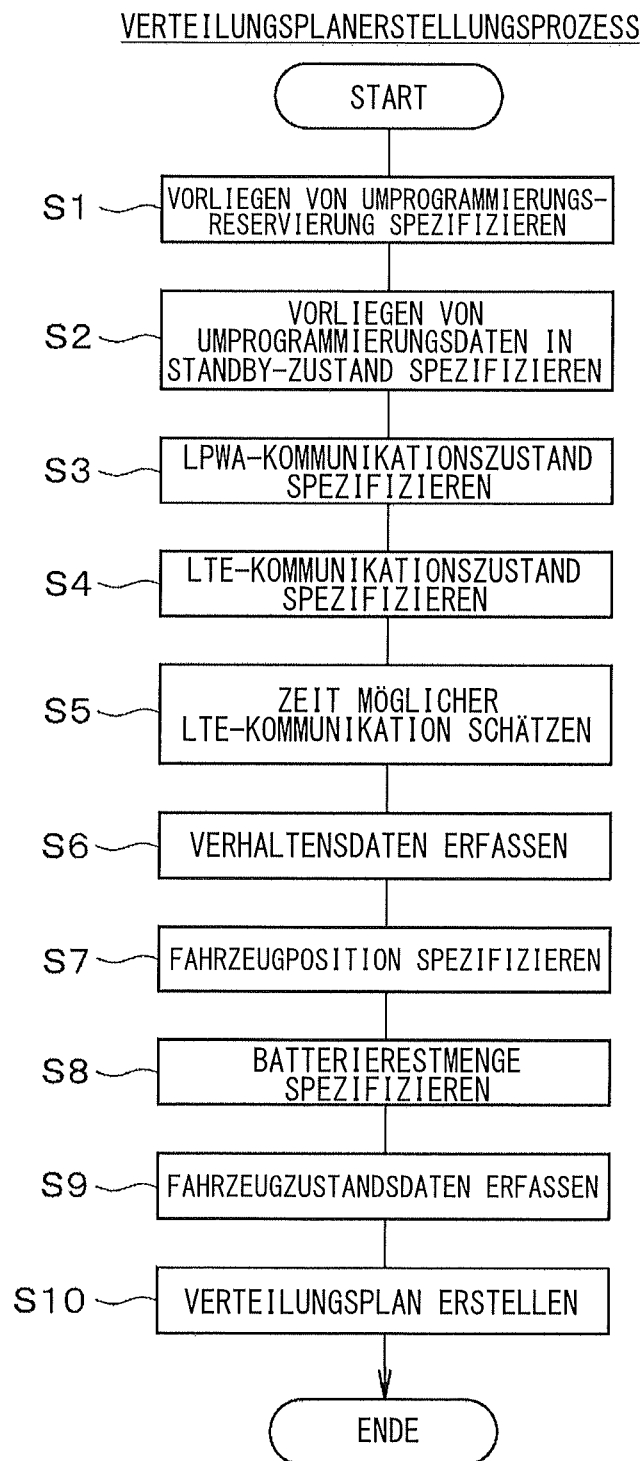 VERTEILUNGSPLANERSTELLUNGSPROZESS
START
S1
VORLIEGEN VON UMPROGRAMMIERUNGS-
RESERVIERUNG SPEZIFIZIEREN
S2
VORLIEGEN VON
UMPROGRAMMIERUNGSDATEN IN
STANDBY-ZUSTAND SPEZIFIZIEREN
S3
LPWA-KOMMUNIKATIONSZUSTAND
SPEZIFIZIEREN
S4
LTE-KOMMUNIKATIONSZUSTAND
SPEZIFIZIEREN
S5
ZEIT MÖGLICHER
LTE-KOMMUNIKATION SCHÄTZEN
S6
VERHALTENSDATEN ERFASSEN
S7
FAHRZEUGPOSITION SPEZIFIZIEREN
S8
BATTERIERESTMENGE
SPEZIFIZIEREN
S9
FAHRZEUGZUSTANDSDATEN ERFASSEN
S10
VERTEILUNGSPLAN ERSTELLEN
ENDE